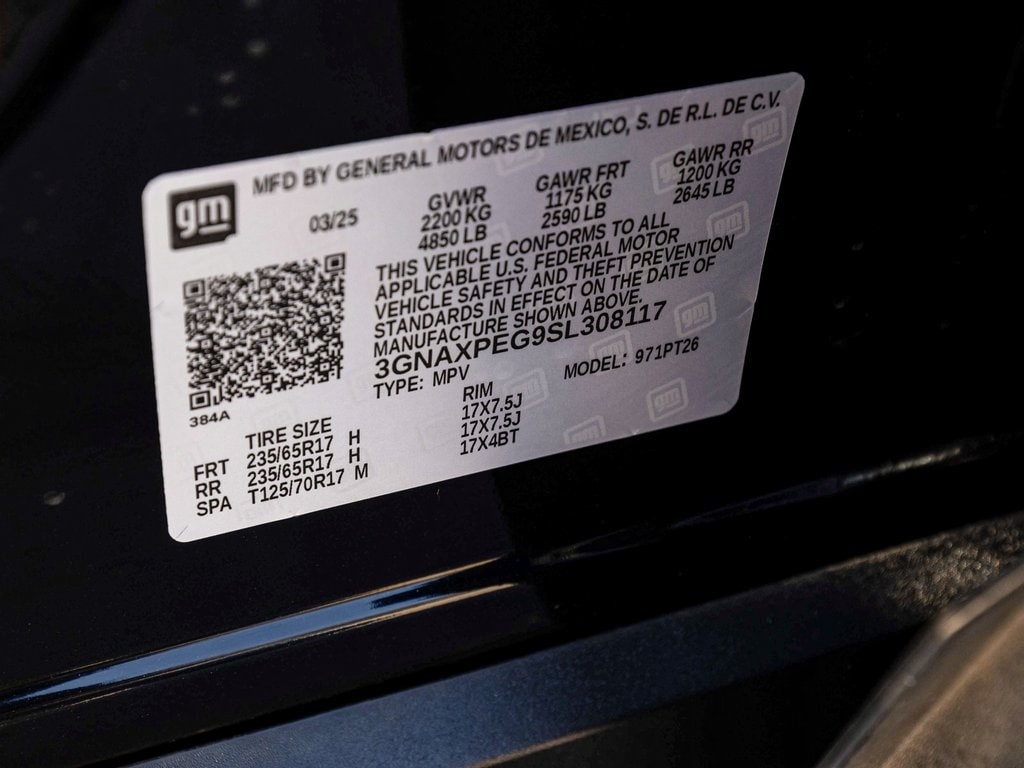 gm
MFD BY GENERAL MOTORS DE MEXICO, S. DE R.L. DE C.V.
03/25
GVWR GAWR FRT GAWR RR
2200 KG 1175 KG 1200 KG
4850 LB 2590 LB 2645 LB
THIS VEHICLE CONFORMS TO ALL
APPLICABLE U.S. FEDERAL MOTOR
VEHICLE SAFETY AND THEFT PREVENTION
STANDARDS IN EFFECT ON THE DATE OF
MANUFACTURE SHOWN ABOVE.
3GNAXPEG9SL308117
TYPE: MPV MODEL: 971PT26
384A
TIRE SIZE RIM
FRT 235/65R17 H 17X7.5J
RR 235/65R17 H 17X7.5J
SPA T125/70R17 M 17X4BT